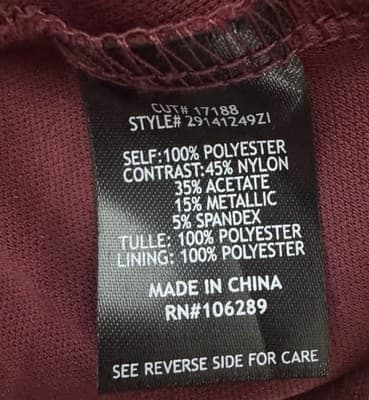 CUT# 17188
STYLE# 29141249ZI
SELF:100% POLYESTER
CONTRAST:45% NYLON
35% ACETATE
15% METALLIC
5% SPANDEX
TULLE: 100% POLYESTER
LINING: 100% POLYESTER
MADE IN CHINA
RN#106289
SEE REVERSE SIDE FOR CARE